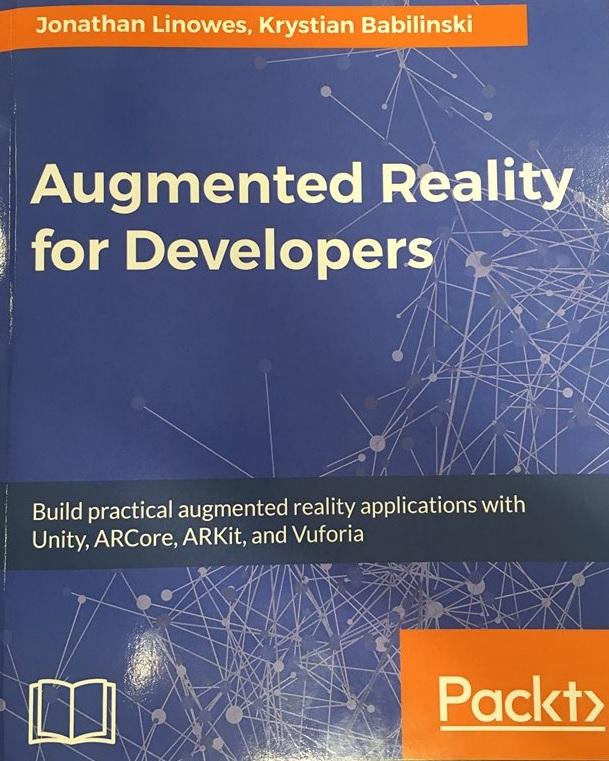 Jonathan Linowes, Krystian Babilinski
Augmented Reality
for Developers
Build practical augmented reality applications with
Unity, ARCore, ARKit, and Vuforia
Packt>